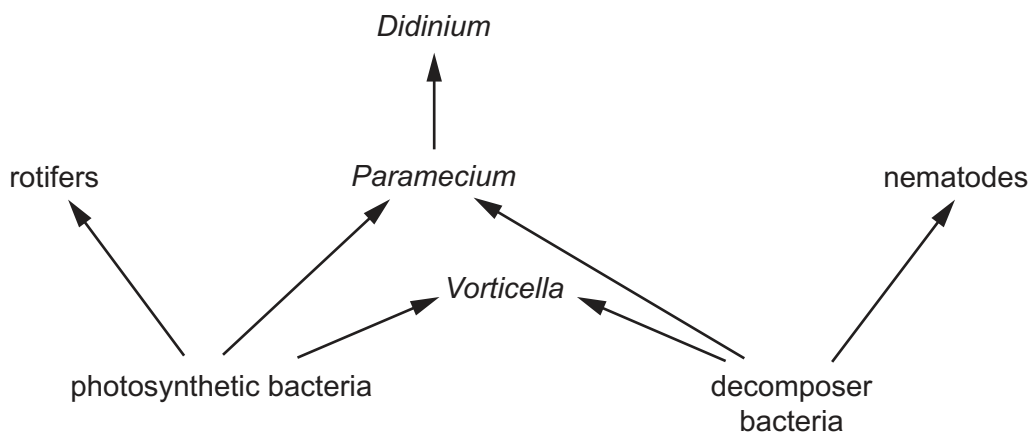 Didinium
rotifers
Paramecium
nematodes
Vorticella
photosynthetic bacteria
decomposer
bacteria